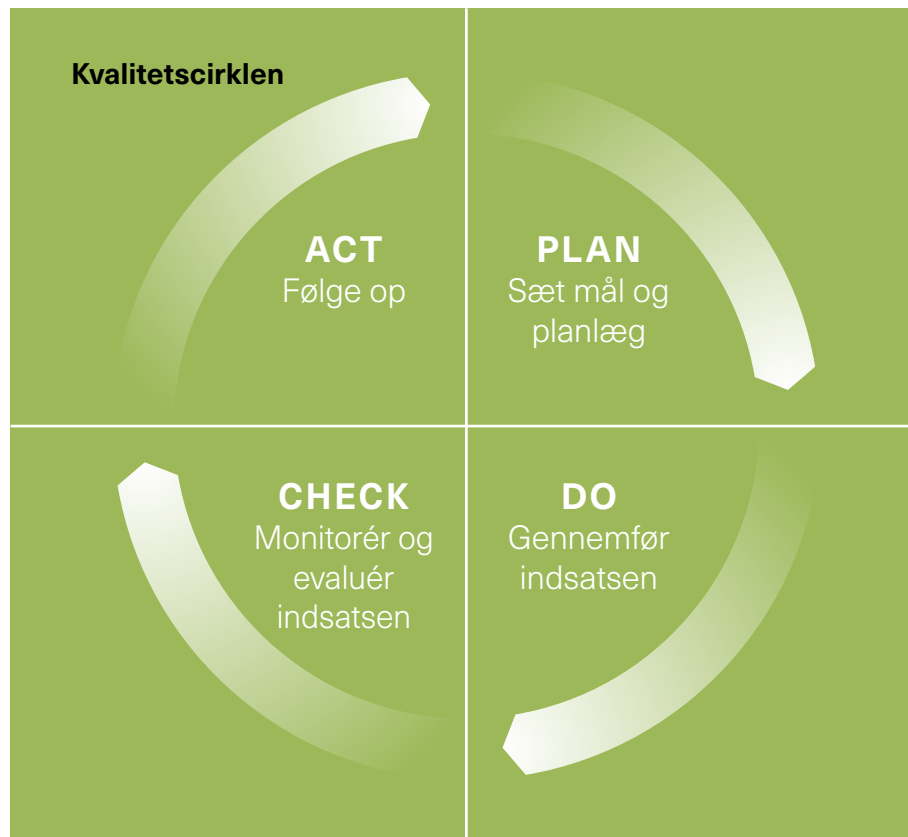 Kvalitetscirklen
ACT
Følge op
PLAN
Sæt mål og
planlæg
CHECK
Monitorér og
evaluér
indsatsen
DO
Gennemfør
indsatsen